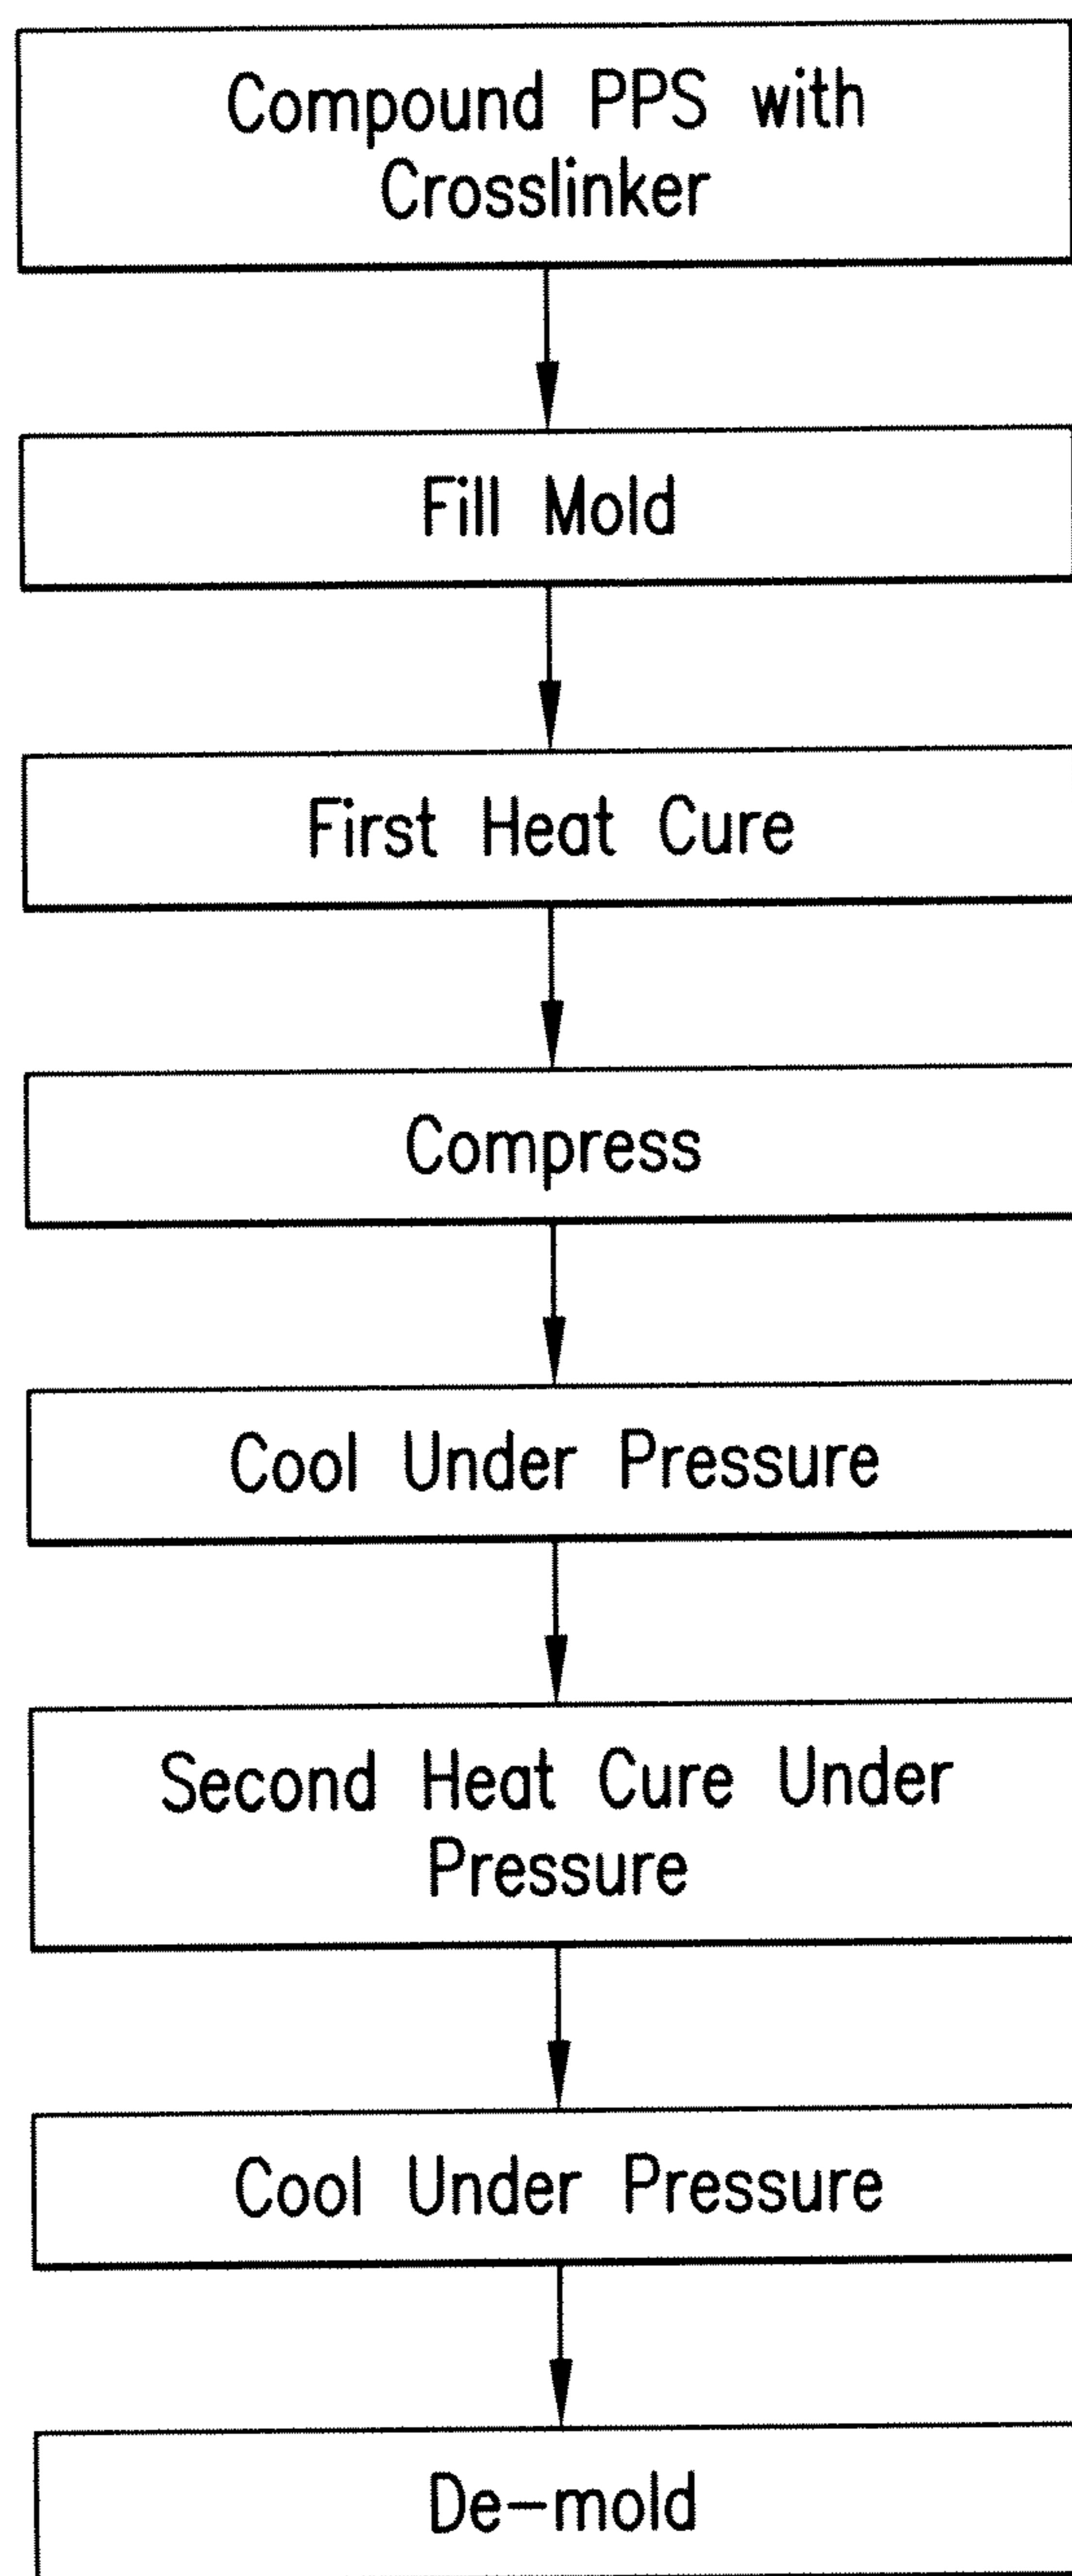 Compound PPS with
Crosslinker
Fill Mold
First Heat Cure
Compress
Cool Under Pressure
Second Heat Cure Under
Pressure
Cool Under Pressure
De-mold